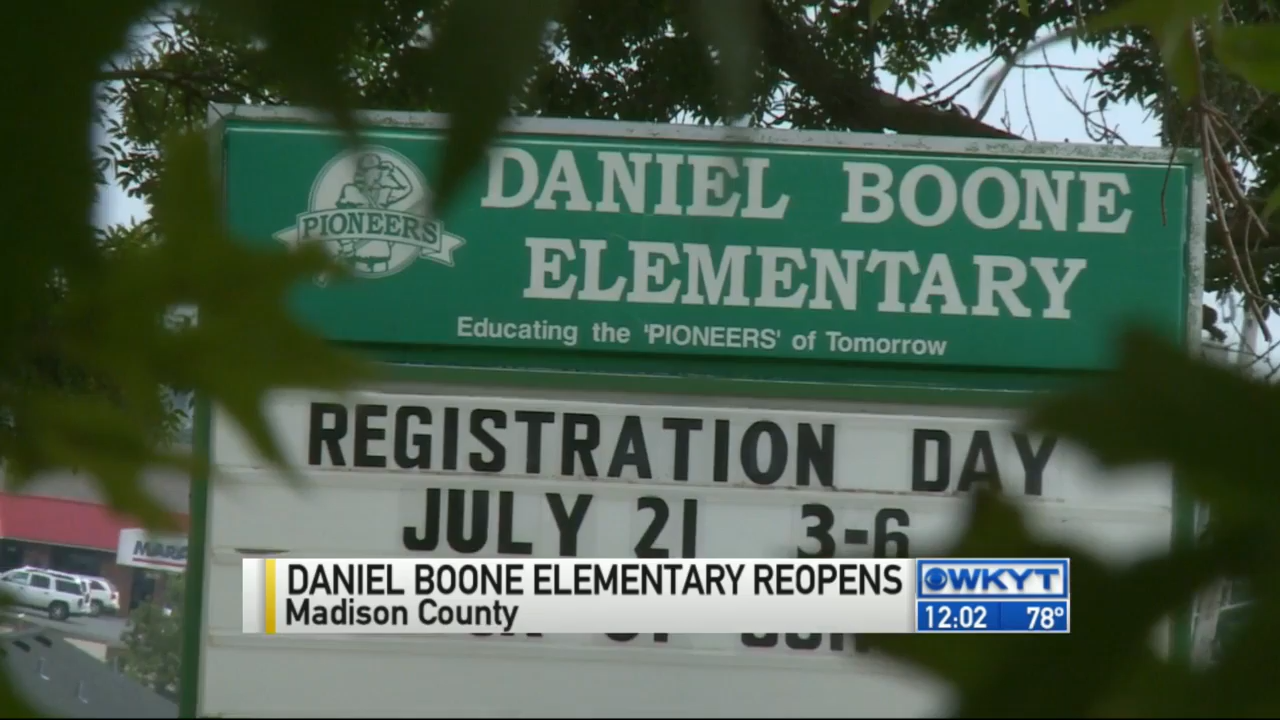 DANIEL BOONE
PIONEERS
ELEMENTARY
Educating the 'PIONEERS' of Tomorrow
REGISTRATION DAY
JULY 21 3-6
DANIEL BOONE ELEMENTARY REOPENS
Madison County
WKYT
12:02 78°